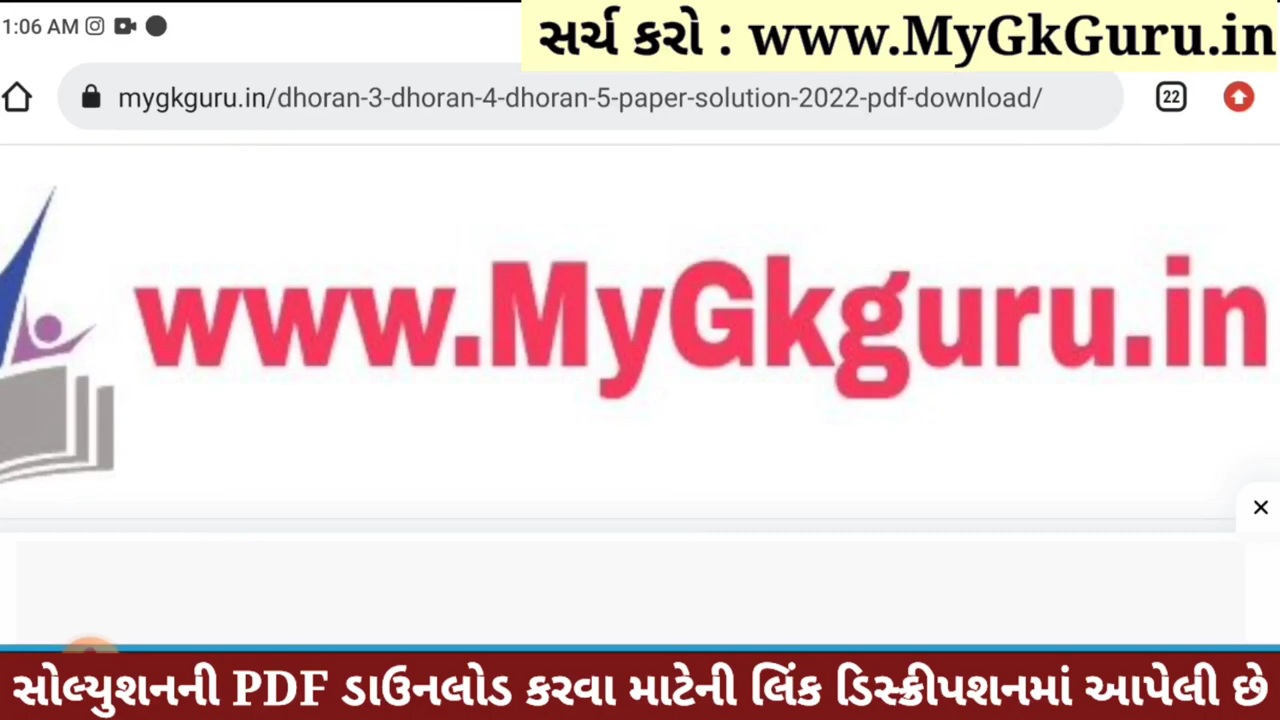 1:06 AM
સર્ચ કરો : www.MyGkGuru.in
mygkguru.in/dhoran-3-dhoran-4-dhoran-5-paper-solution-2022-pdf-download/
22
www.MyGkguru.in
સોલ્યુશનની PDF ડાઉનલોડ કરવા માટેની લિંક ડિસ્ક્રીપશનમાં આપેલી છે